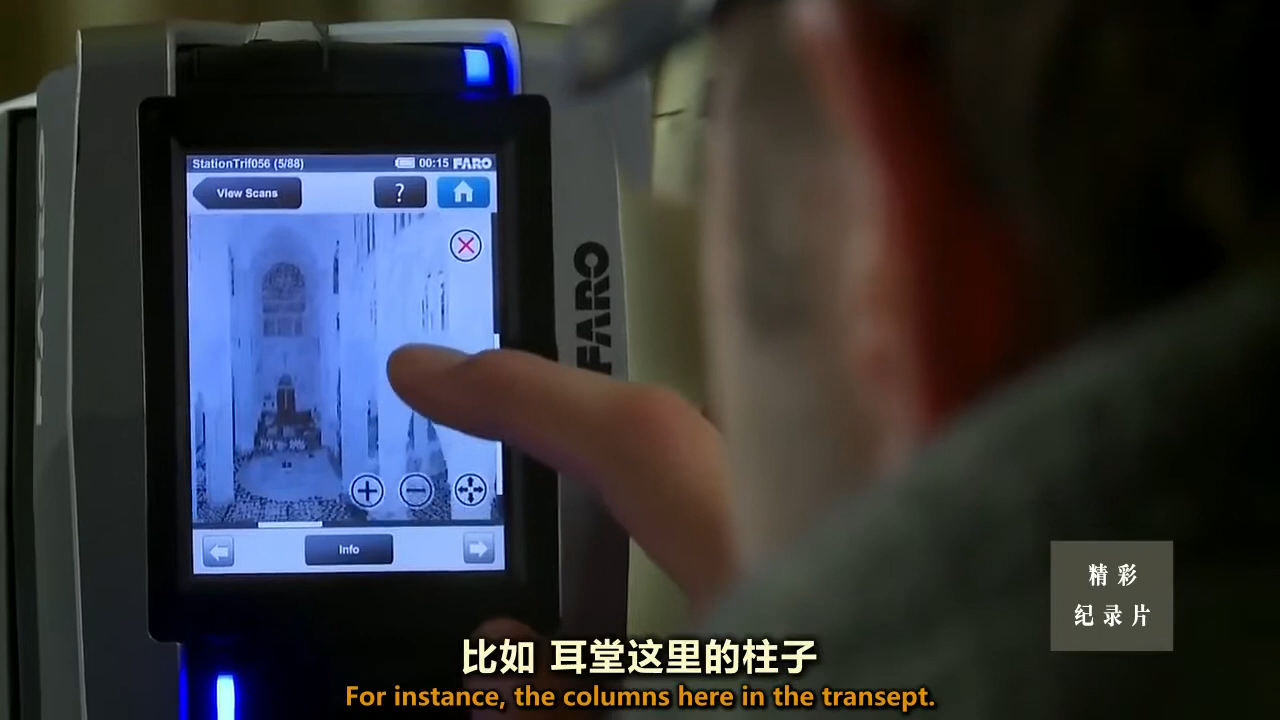 StationTrif056 (5/88)
00:15 FARO
View Scans
?
FARO
Info
精彩
纪录片
比如 耳堂这里的柱子
For instance, the columns here in the transept.